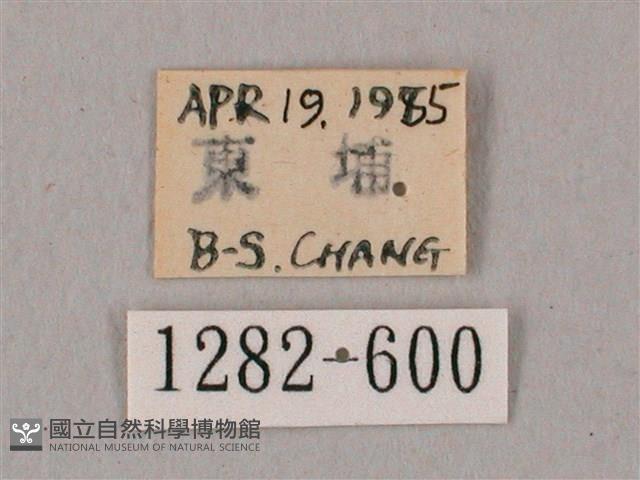 APR 19. 1985
東 埔
B-S. CHANG
1282-600
國立自然科學博物館
NATIONAL MUSEUM OF NATURAL SCIENCE